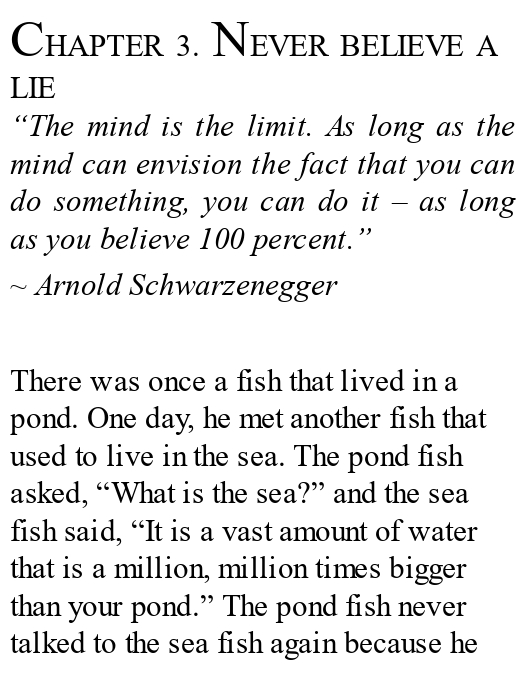 CHAPTER 3. NEVER BELIEVE A
LIE
“The mind is the limit. As long as the
mind can envision the fact that you can
do something, you can do it – as long
as you believe 100 percent.”
~ Arnold Schwarzenegger
There was once a fish that lived in a
pond. One day, he met another fish that
used to live in the sea. The pond fish
asked, “What is the sea?” and the sea
fish said, “It is a vast amount of water
that is a million, million times bigger
than your pond.” The pond fish never
talked to the sea fish again because he